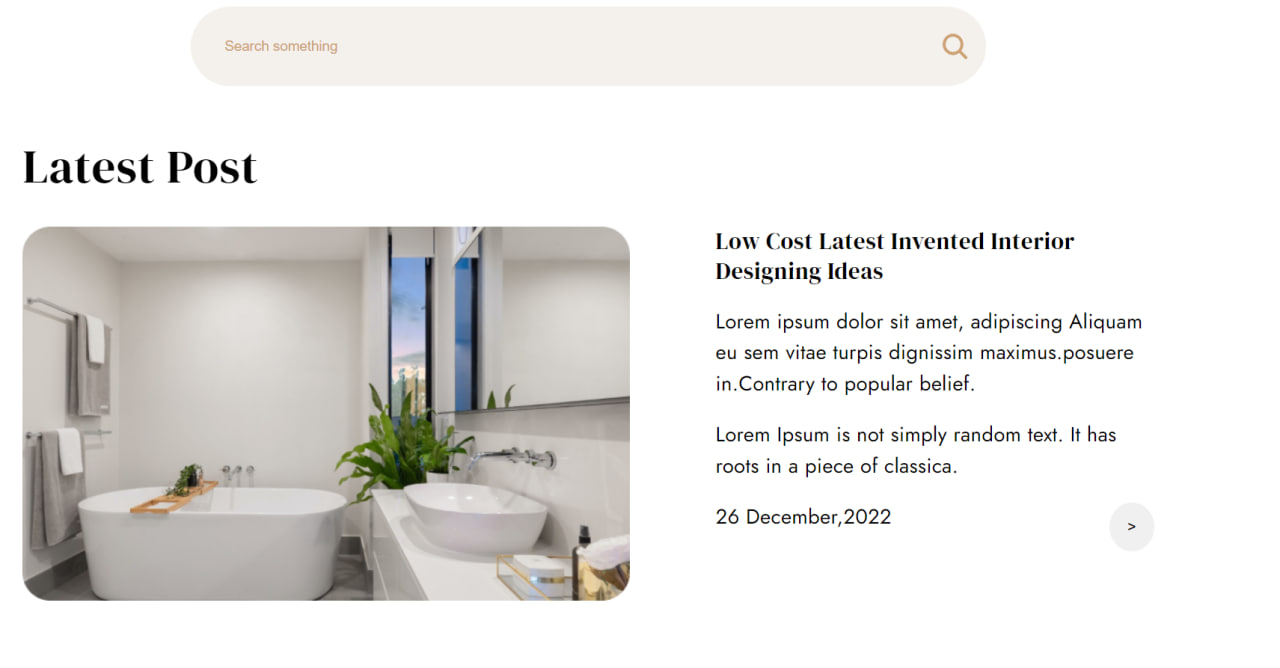 Search something
Latest Post
Low Cost Latest Invented Interior
Designing Ideas
Lorem ipsum dolor sit amet, adipiscing Aliquam
eu sem vitae turpis dignissim maximus.posuere
in.Contrary to popular belief.
Lorem Ipsum is not simply random text. It has
roots in a piece of classica.
26 December,2022
>